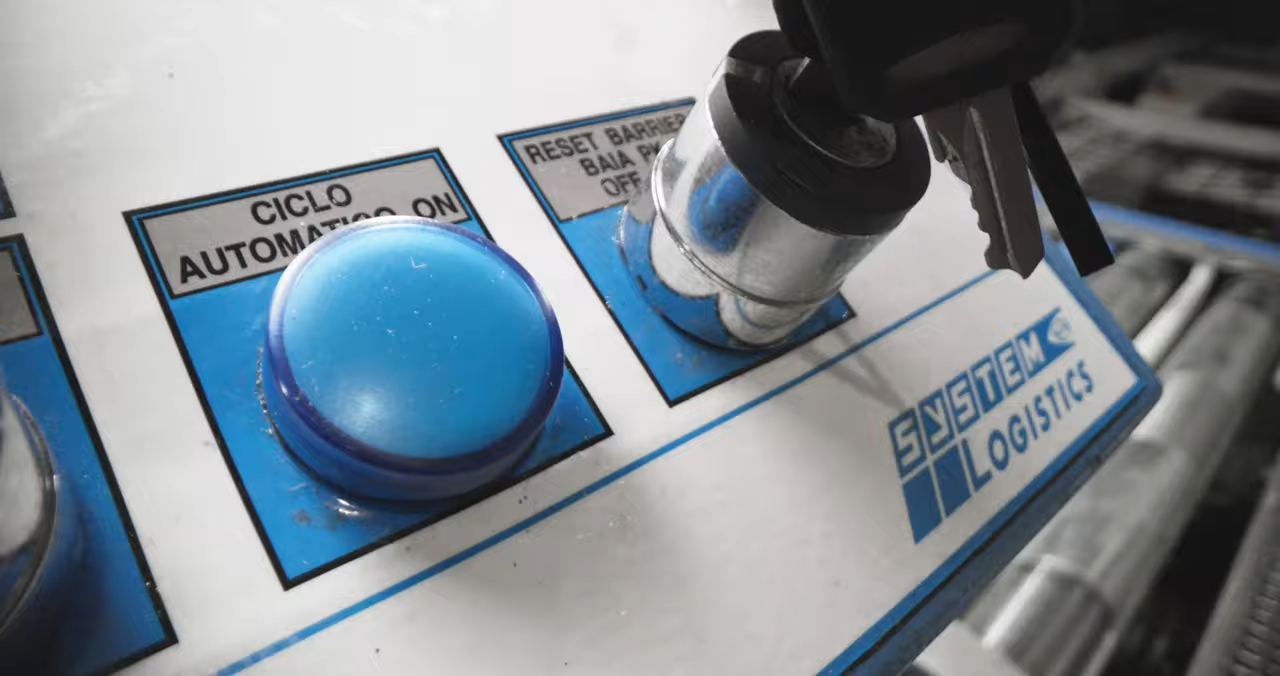 CICLO
AUTOMATICO ON
RESET BARRIER
BAIA
OFF
SYSTEM
LOGISTICS